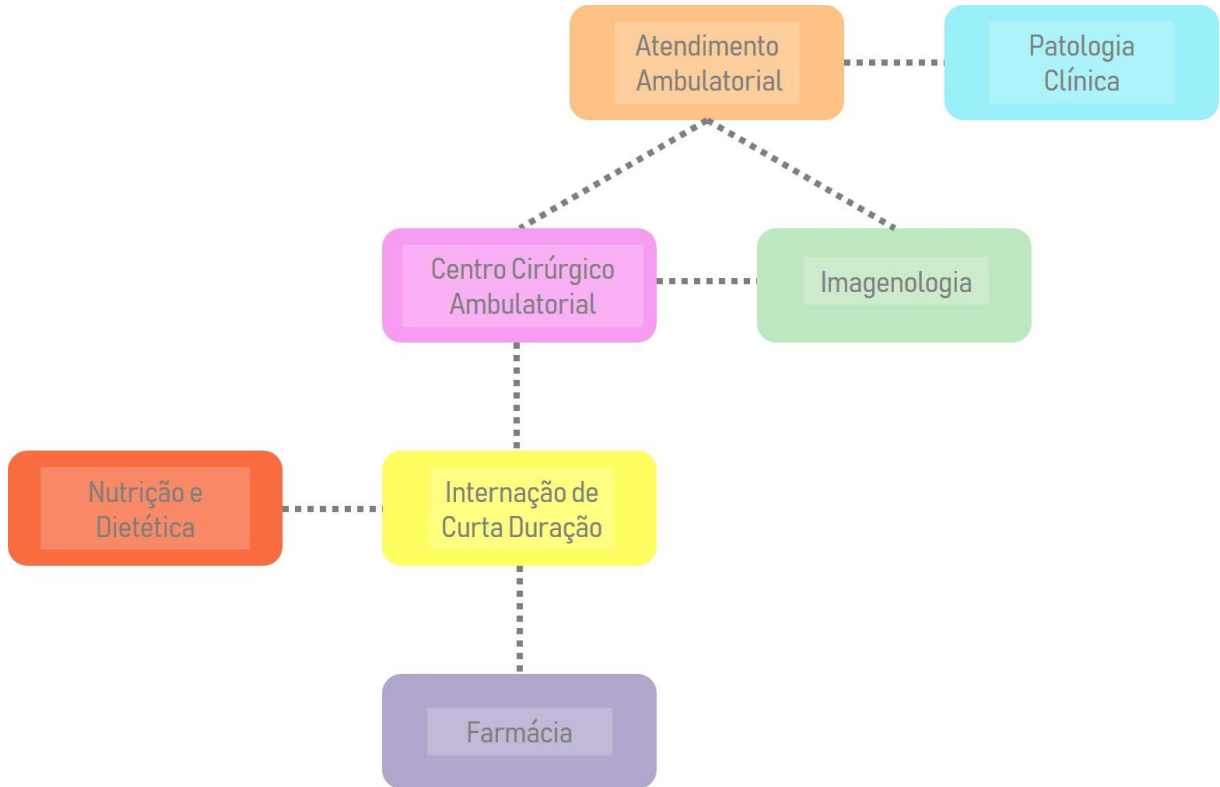 Atendimento
Ambulatorial
Patologia
Clínica
Centro Cirúrgico
Ambulatorial
Imagenologia
Nutrição e
Dietética
Internação de
Curta Duração
Farmácia